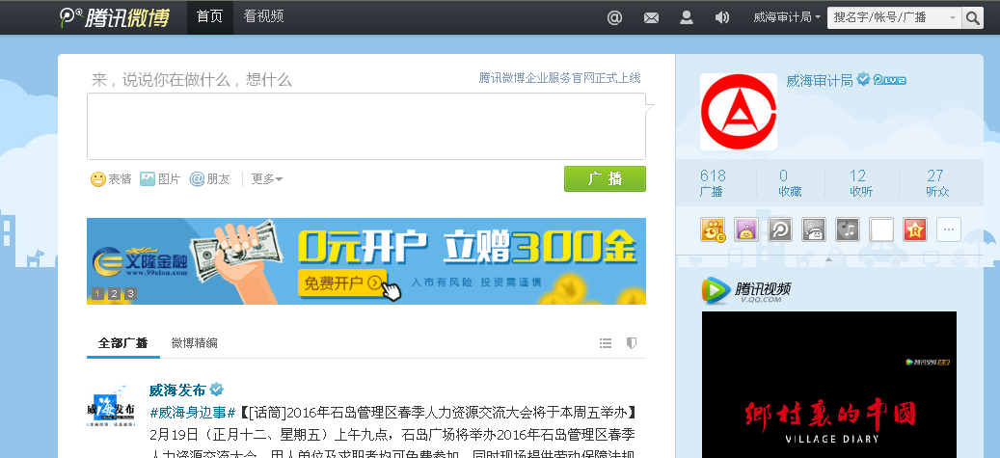 腾讯微博 首页 看视频 威海审计局 搜名字/帐号/广播
来，说说你在做什么，想什么
腾讯微博企业服务官网正式上线
表情 图片 @朋友 更多
广 播
威海审计局 LV2
618 0 12 27
广播 收藏 收听 听众
义隆金融
www.99elon.com
0元开户 立赠300金
免费开户
入市有风险 投资需谨慎
1 2 3
腾讯视频
V.QQ.COM
全部广播 微博精编
鄉村裏的中國
VILLAGE DIARY
威海发布
#威海身边事#【[话筒]2016年石岛管理区春季人力资源交流大会将于本周五举办】
2月19日（正月十二、星期五）上午九点，石岛广场将举办2016年石岛管理区春季
人力资源交流大会，用人单位及求职者均可免费参加，同时现场提供劳动保障法规